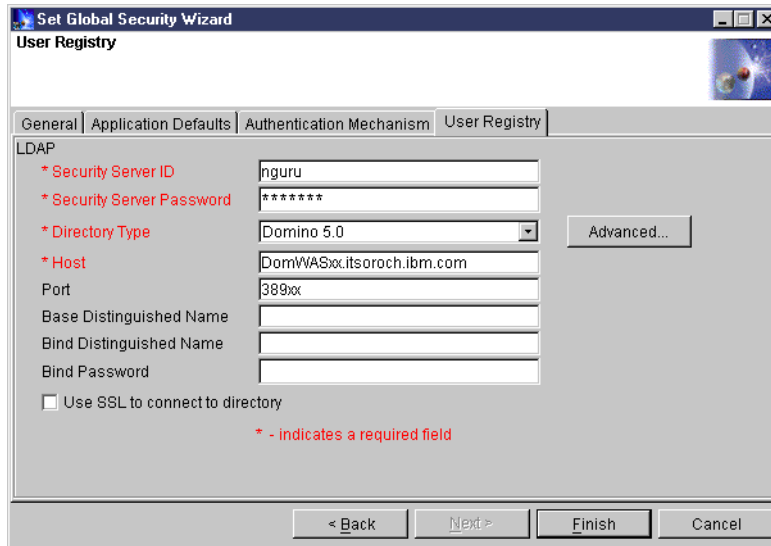 Set Global Security Wizard
User Registry
General Application Defaults Authentication Mechanism User Registry
LDAP
* Security Server ID nguru
* Security Server Password *******
* Directory Type Domino 5.0 Advanced...
* Host DomWASxx.itsoroch.ibm.com
Port 389xx
Base Distinguished Name
Bind Distinguished Name
Bind Password
Use SSL to connect to directory
* - indicates a required field
< Back Next > Finish Cancel